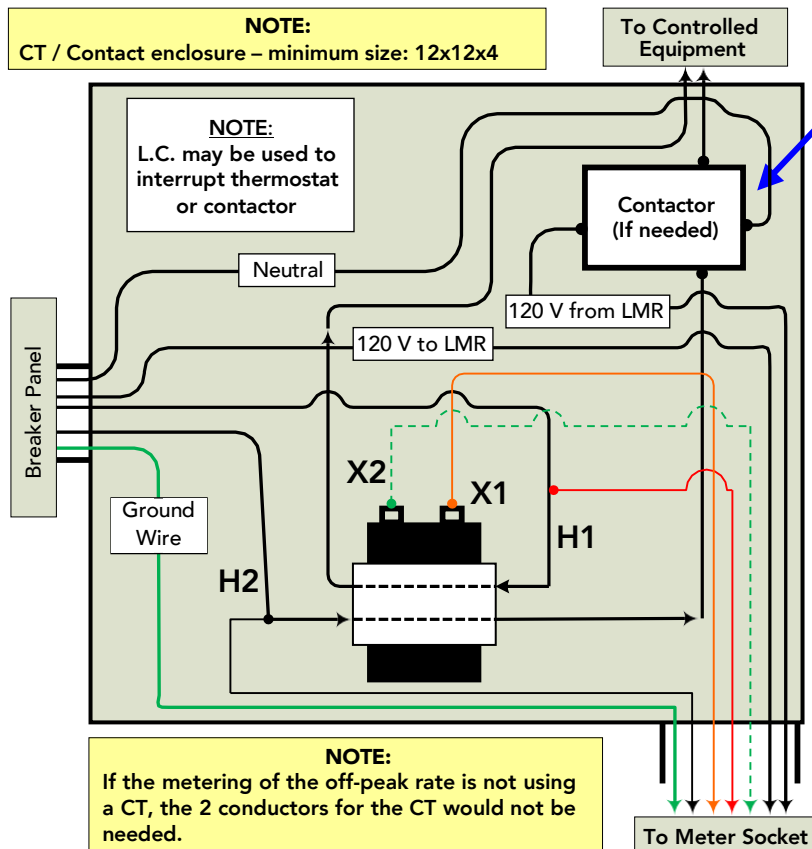 NOTE:
CT / Contact enclosure – minimum size: 12x12x4
To Controlled
Equipment
NOTE:
L.C. may be used to
interrupt thermostat
or contactor
Contactor
(If needed)
Neutral
120 V from LMR
120 V to LMR
Breaker Panel
X2
X1
Ground
Wire
H1
H2
NOTE:
If the metering of the off-peak rate is not using
a CT, the 2 conductors for the CT would not be
needed.
To Meter Socket